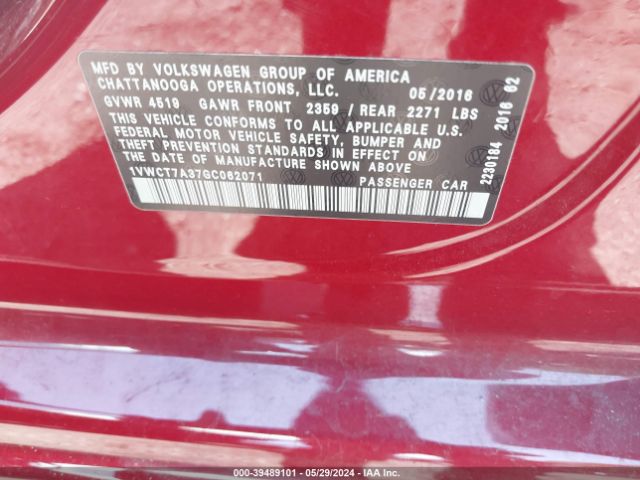 MFD BY VOLKSWAGEN GROUP OF AMERICA
CHATTANOOGA OPERATIONS, LLC. 05/2016
GVWR 4519 GAWR FRONT 2359 / REAR 2271 LBS
THIS VEHICLE CONFORMS TO ALL APPLICABLE U.S.
FEDERAL MOTOR VEHICLE SAFETY, BUMPER AND
THEFT PREVENTION STANDARDS IN EFFECT ON
THE DATE OF MANUFACTURE SHOWN ABOVE
1VWCT7A37GC062071 PASSENGER CAR
2230184 2016 62
000-39489101 - 05/29/2024 - IAA Inc.